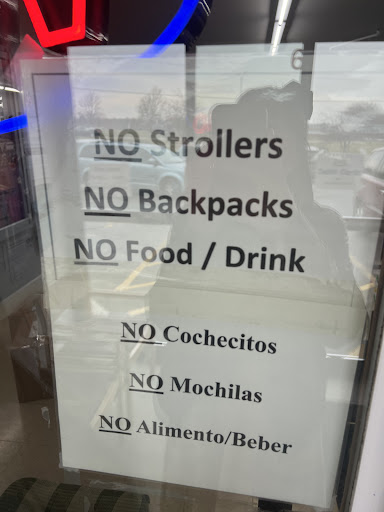 NO Strollers
NO Backpacks
NO Food / Drink
NO Cochecitos
NO Mochilas
NO Alimento/Beber